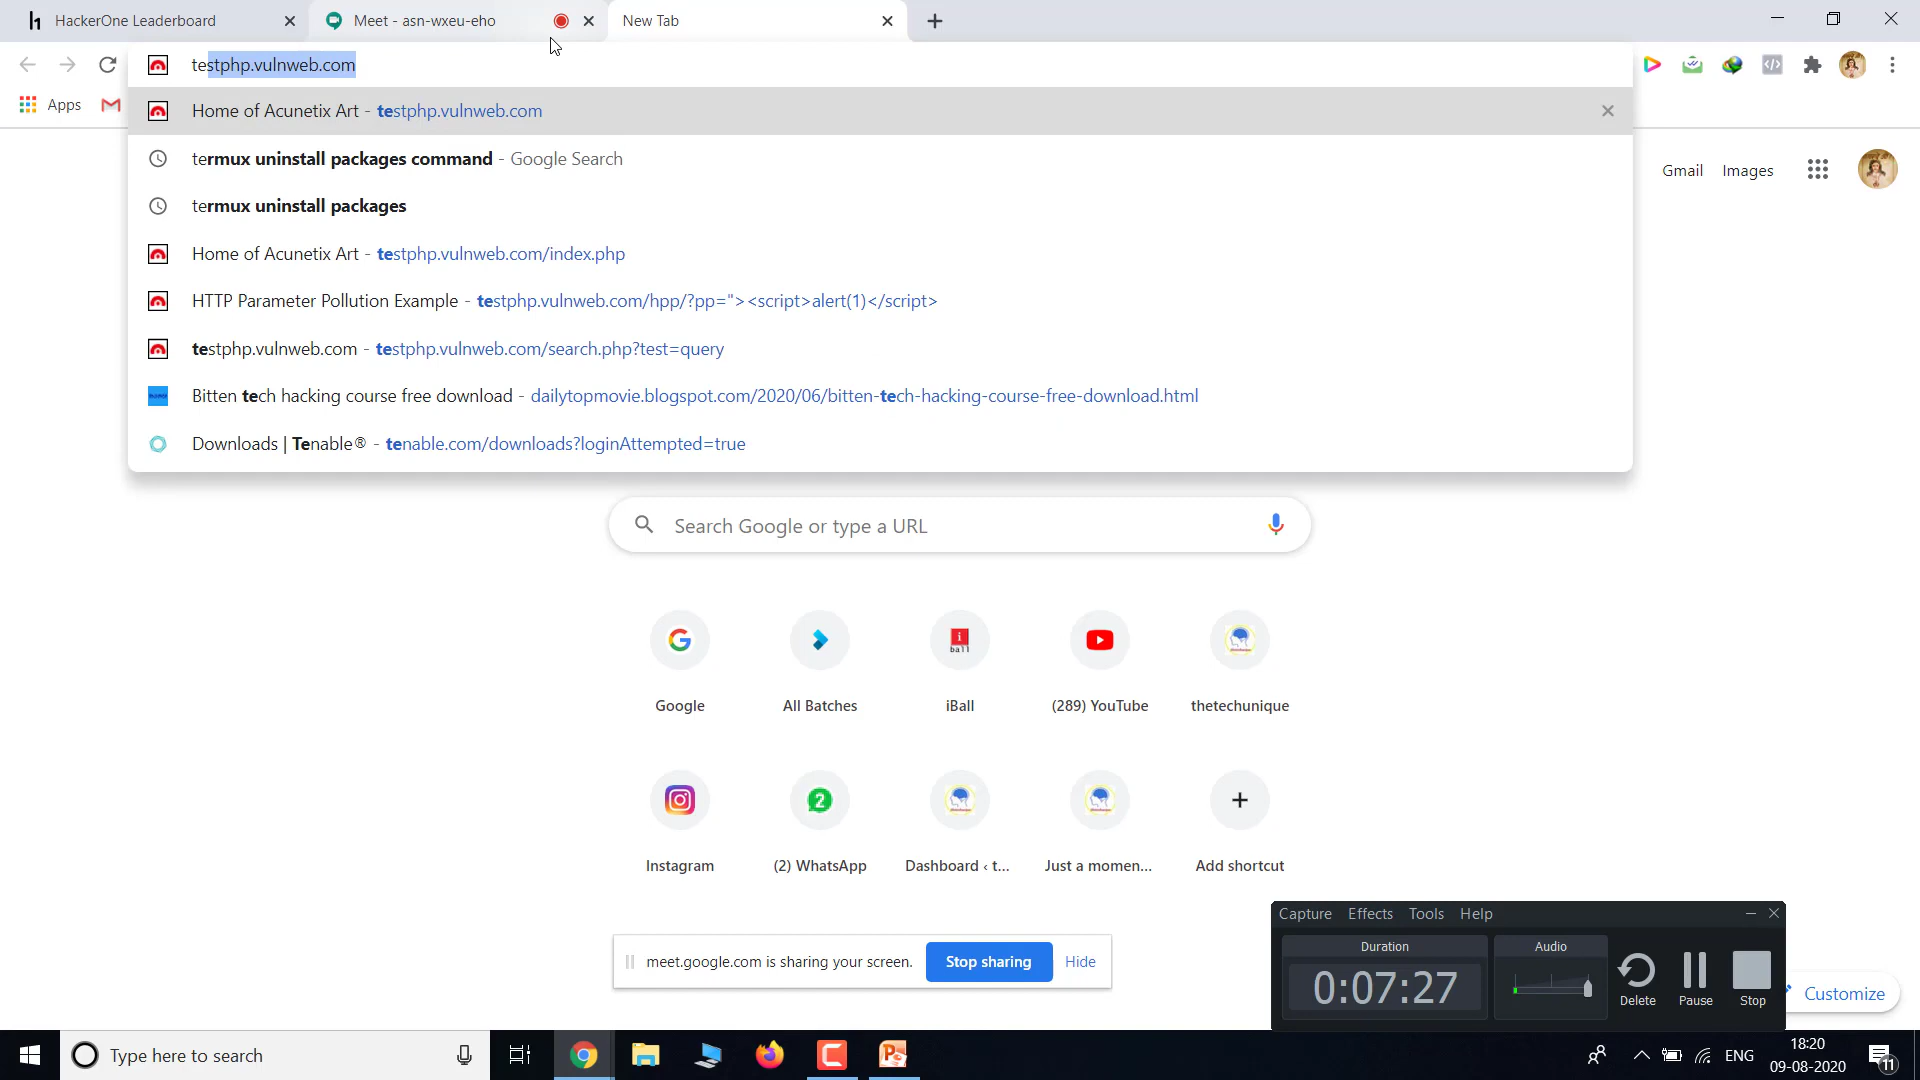 HackerOne Leaderboard
Meet - asn-wxeu-eho
New Tab
testphp.vulnweb.com
Apps
Home of Acunetix Art - testphp.vulnweb.com
termux uninstall packages command - Google Search
termux uninstall packages
Home of Acunetix Art - testphp.vulnweb.com/index.php
HTTP Parameter Pollution Example - testphp.vulnweb.com/hpp/?pp="><script>alert(1)</script>
testphp.vulnweb.com - testphp.vulnweb.com/search.php?test=query
Bitten tech hacking course free download - dailytopmovie.blogspot.com/2020/06/bitten-tech-hacking-course-free-download.html
Downloads | Tenable® - tenable.com/downloads?loginAttempted=true
Gmail Images
Search Google or type a URL
Google All Batches iBall (289) YouTube thetechunique
Instagram (2) WhatsApp Dashboard ‹ t... Just a momen... Add shortcut
meet.google.com is sharing your screen. Stop sharing Hide
Capture Effects Tools Help
Duration Audio
0:07:27
Delete Pause Stop
Customize
Type here to search
ENG
18:20
09-08-2020
11